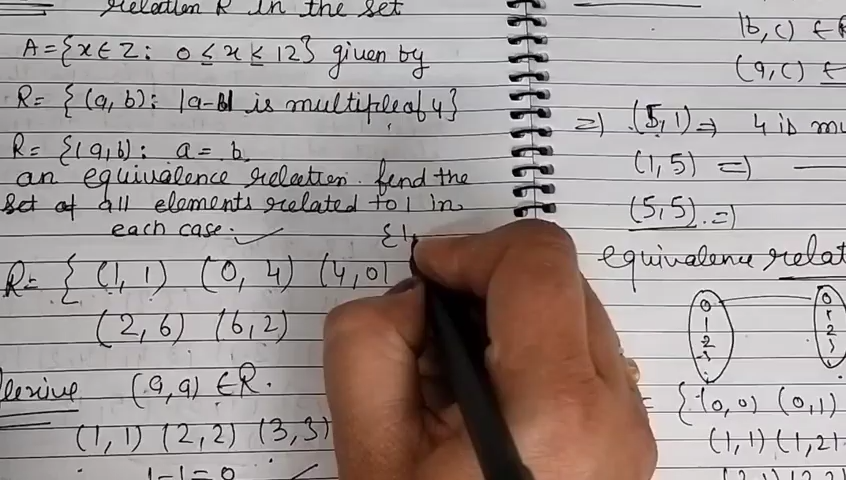 relation R in the set
A = {x ∈ Z : 0 ≤ x ≤ 12} given by
R = { (a, b) : |a-b| is multiple of 4}
R = {(a,b) : a = b
an equivalence relation. find the
set of all elements related to 1 in
each case.
{1,
R = { (1, 1) (0, 4) (4,0)
(2, 6) (6, 2)
(a,a) ∈ R.
(1, 1) (2, 2) (3,3)
1-1 = 0
(b, c) ∈
(a, c) ∈
=) (5, 1) => 4 is
(1, 5) =)
(5,5) =)
equivalence
0 0
1 1
2 2
= {(0,0) (0,1)
(1,1) (1,2)